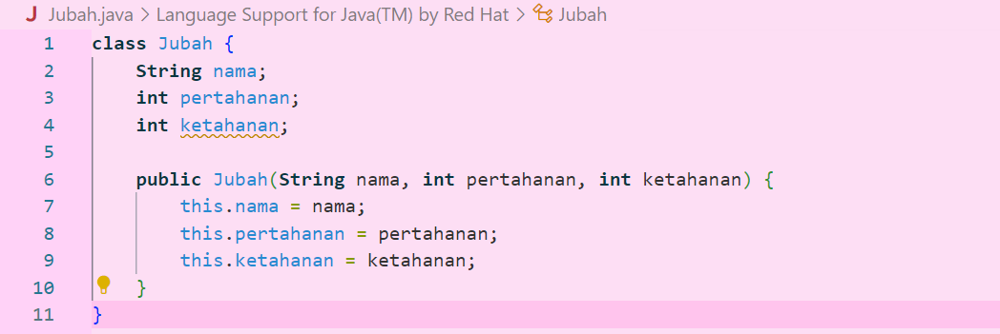 J Jubah.java > Language Support for Java(TM) by Red Hat > Jubah
1 class Jubah {
2     String nama;
3     int pertahanan;
4     int ketahanan;
5
6     public Jubah(String nama, int pertahanan, int ketahanan) {
7         this.nama = nama;
8         this.pertahanan = pertahanan;
9         this.ketahanan = ketahanan;
10     }
11 }